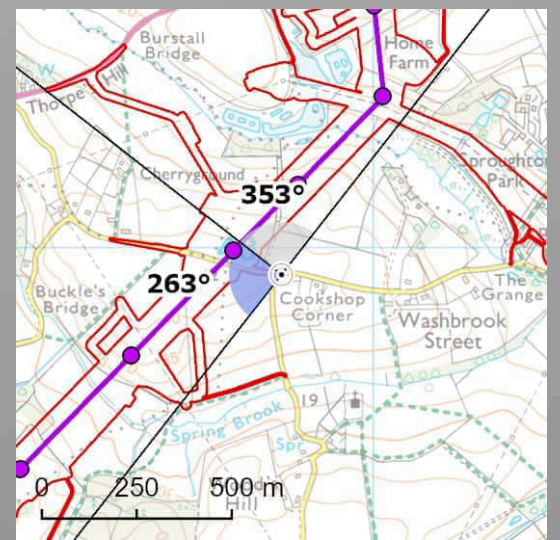 Burstall
Bridge
Home
Farm
W
Thorpe Hill
Cherryground
Sproughton
Park
353°
263°
Buckle's
Bridge
Cookshop
Corner
The
Grange
Washbrook
Street
19
Spring Brook
Spr
Hill
0 250 500 m